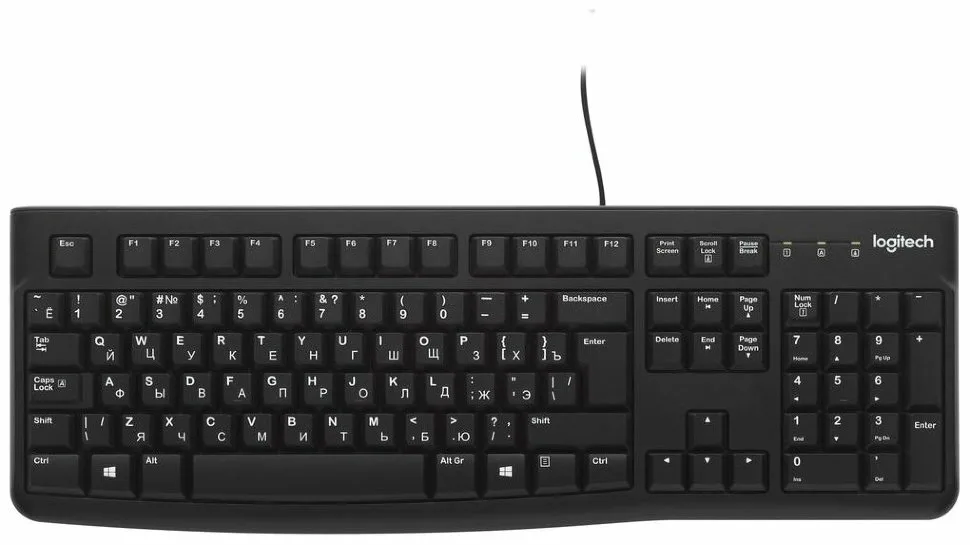 Esc F1 F2 F3 F4 F5 F6 F7 F8 F9 F10 F11 F12 Print Screen Scroll Lock Pause Break 1 A logitech
~ ` Ё ! 1 @ " 2 # № 3 $ ; 4 % 5 ^ : 6 & ? 7 * 8 ( 9 ) 0 — – + = Backspace Insert Home Page Up Num Lock 1 / * –
Tab Q Й W Ц E У R К T Е Y Н U Г I Ш O Щ P З { [ Х } ] Ъ Enter Delete End Page Down 7 Home 8 9 Pg Up +
Caps Lock A A Ф S Ы D В F А G П H Р J О K Л L Д : ; Ж " ' Э | \ / 4 5 6
Shift | \ / Z Я X Ч C С V М B И N Т M Ь < , Б > . Ю ? , / . Shift 1 End 2 3 Pg Dn Enter
Ctrl Alt Alt Gr Ctrl 0 Ins , Del